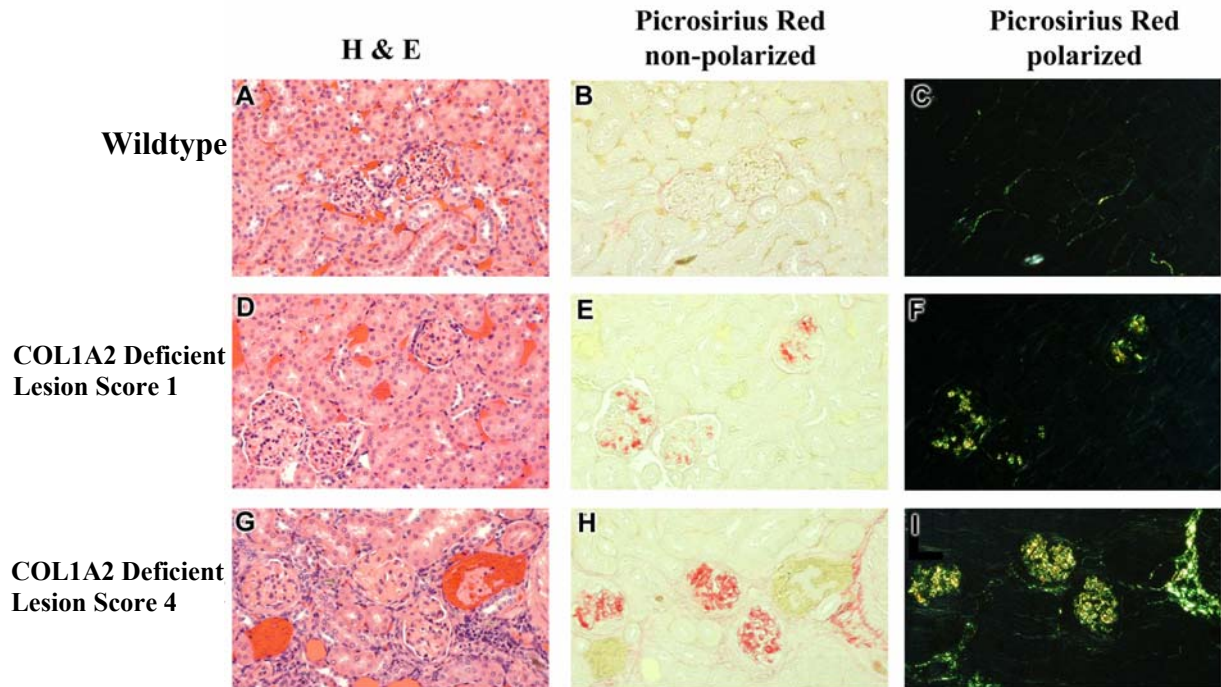 H & E
Picrosirius Red
non-polarized
Picrosirius Red
polarized
Wildtype
A
B
C
COL1A2 Deficient
Lesion Score 1
D
E
F
COL1A2 Deficient
Lesion Score 4
G
H
I